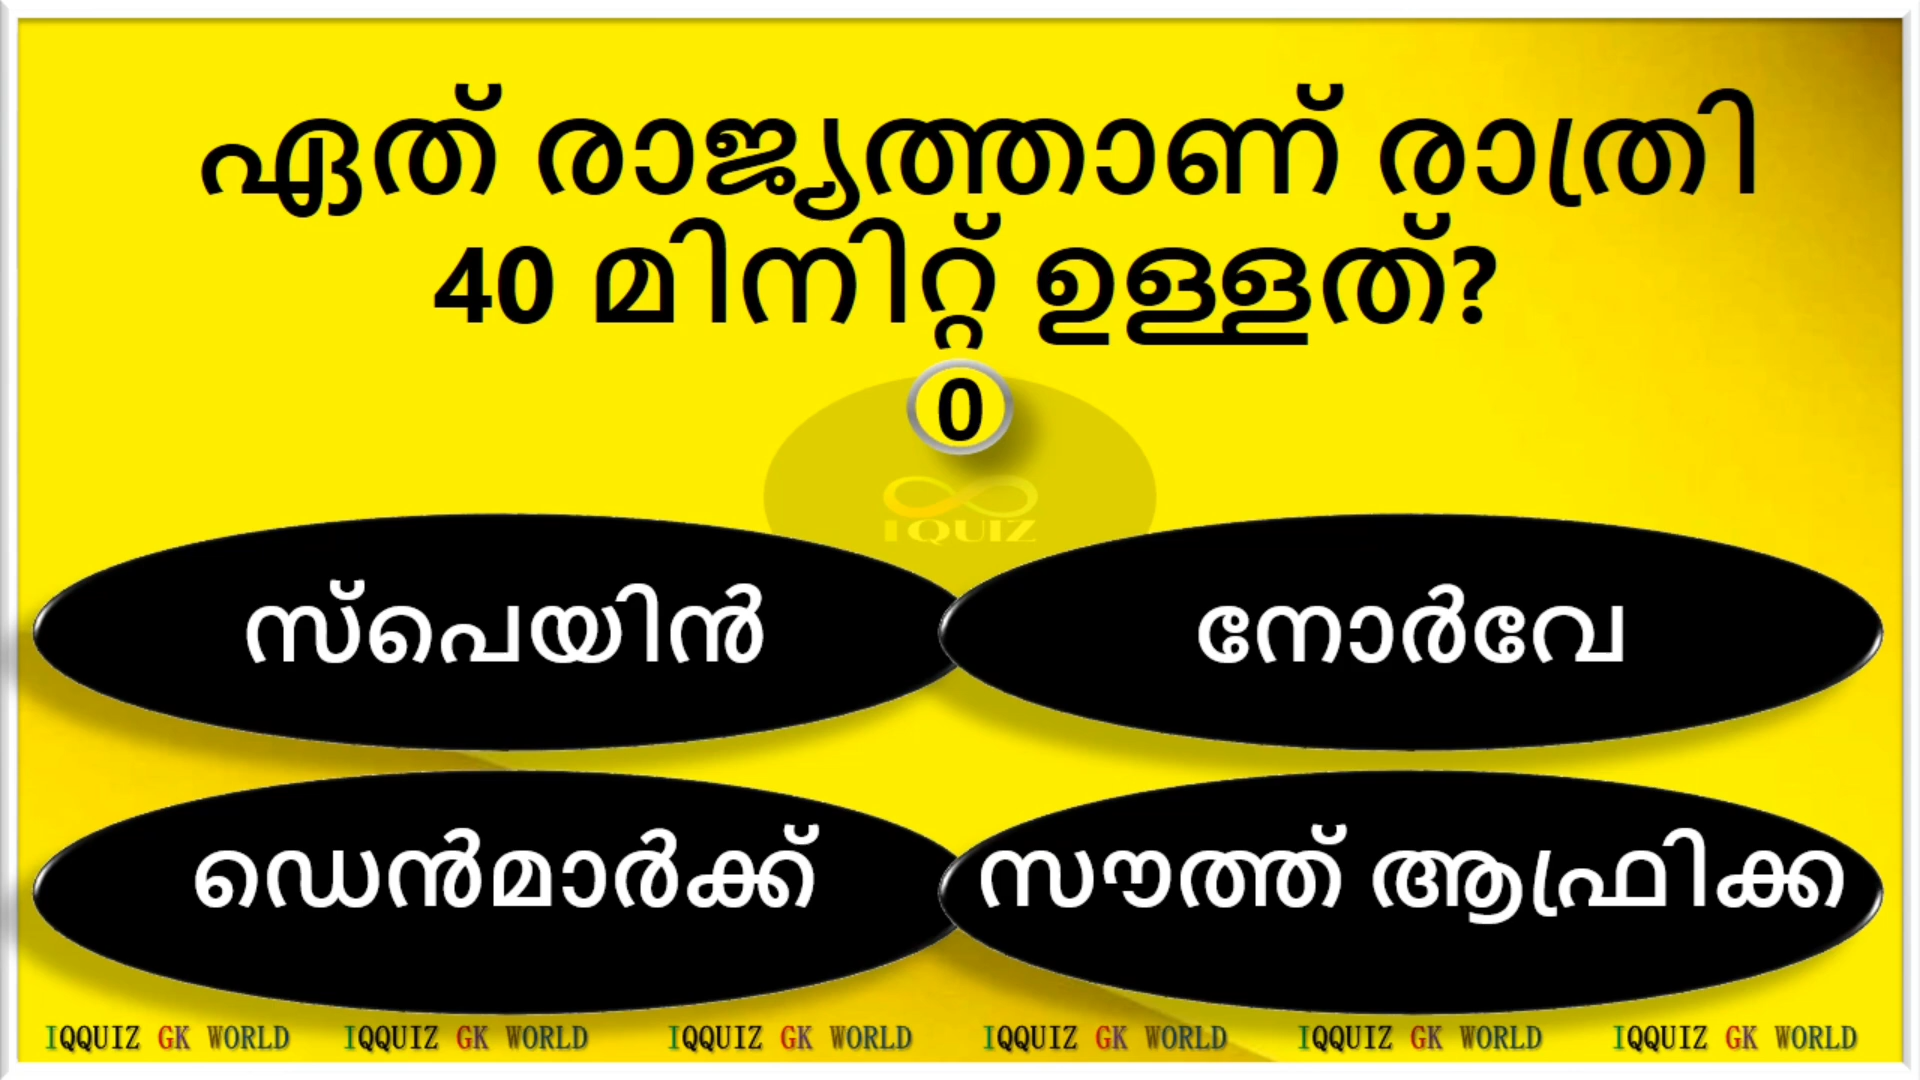 ഏത് രാജ്യത്താണ് രാത്രി
40 മിനിറ്റ് ഉള്ളത്?
0
I QUIZ
സ്പെയിൻ
നോർവേ
ഡെൻമാർക്ക്
സൗത്ത് ആഫ്രിക്ക
IQQUIZ GK WORLD IQQUIZ GK WORLD IQQUIZ GK WORLD IQQUIZ GK WORLD IQQUIZ GK WORLD IQQUIZ GK WORLD